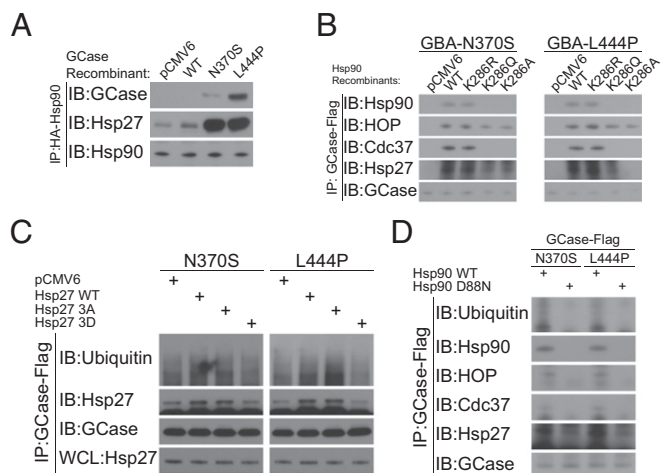 A
GCase
Recombinant:
pCMV6
WT
N370S
L444P
IP:HA-Hsp90
IB:GCase
IB:Hsp27
IB:Hsp90
B
GBA-N370S
GBA-L444P
Hsp90
Recombinants:
pCMV6
WT
K286R
K286Q
K286A
pCMV6
WT
K286R
K286Q
K286A
IP: GCase-Flag
IB:Hsp90
IB:HOP
IB:Cdc37
IB:Hsp27
IB:GCase
C
N370S
L444P
pCMV6 + +
Hsp27 WT + +
Hsp27 3A + +
Hsp27 3D + +
IP:GCase-Flag
IB:Ubiquitin
IB:Hsp27
IB:GCase
WCL:Hsp27
D
GCase-Flag
N370S L444P
Hsp90 WT + +
Hsp90 D88N + +
IP:GCase-Flag
IB:Ubiquitin
IB:Hsp90
IB:HOP
IB:Cdc37
IB:Hsp27
IB:GCase